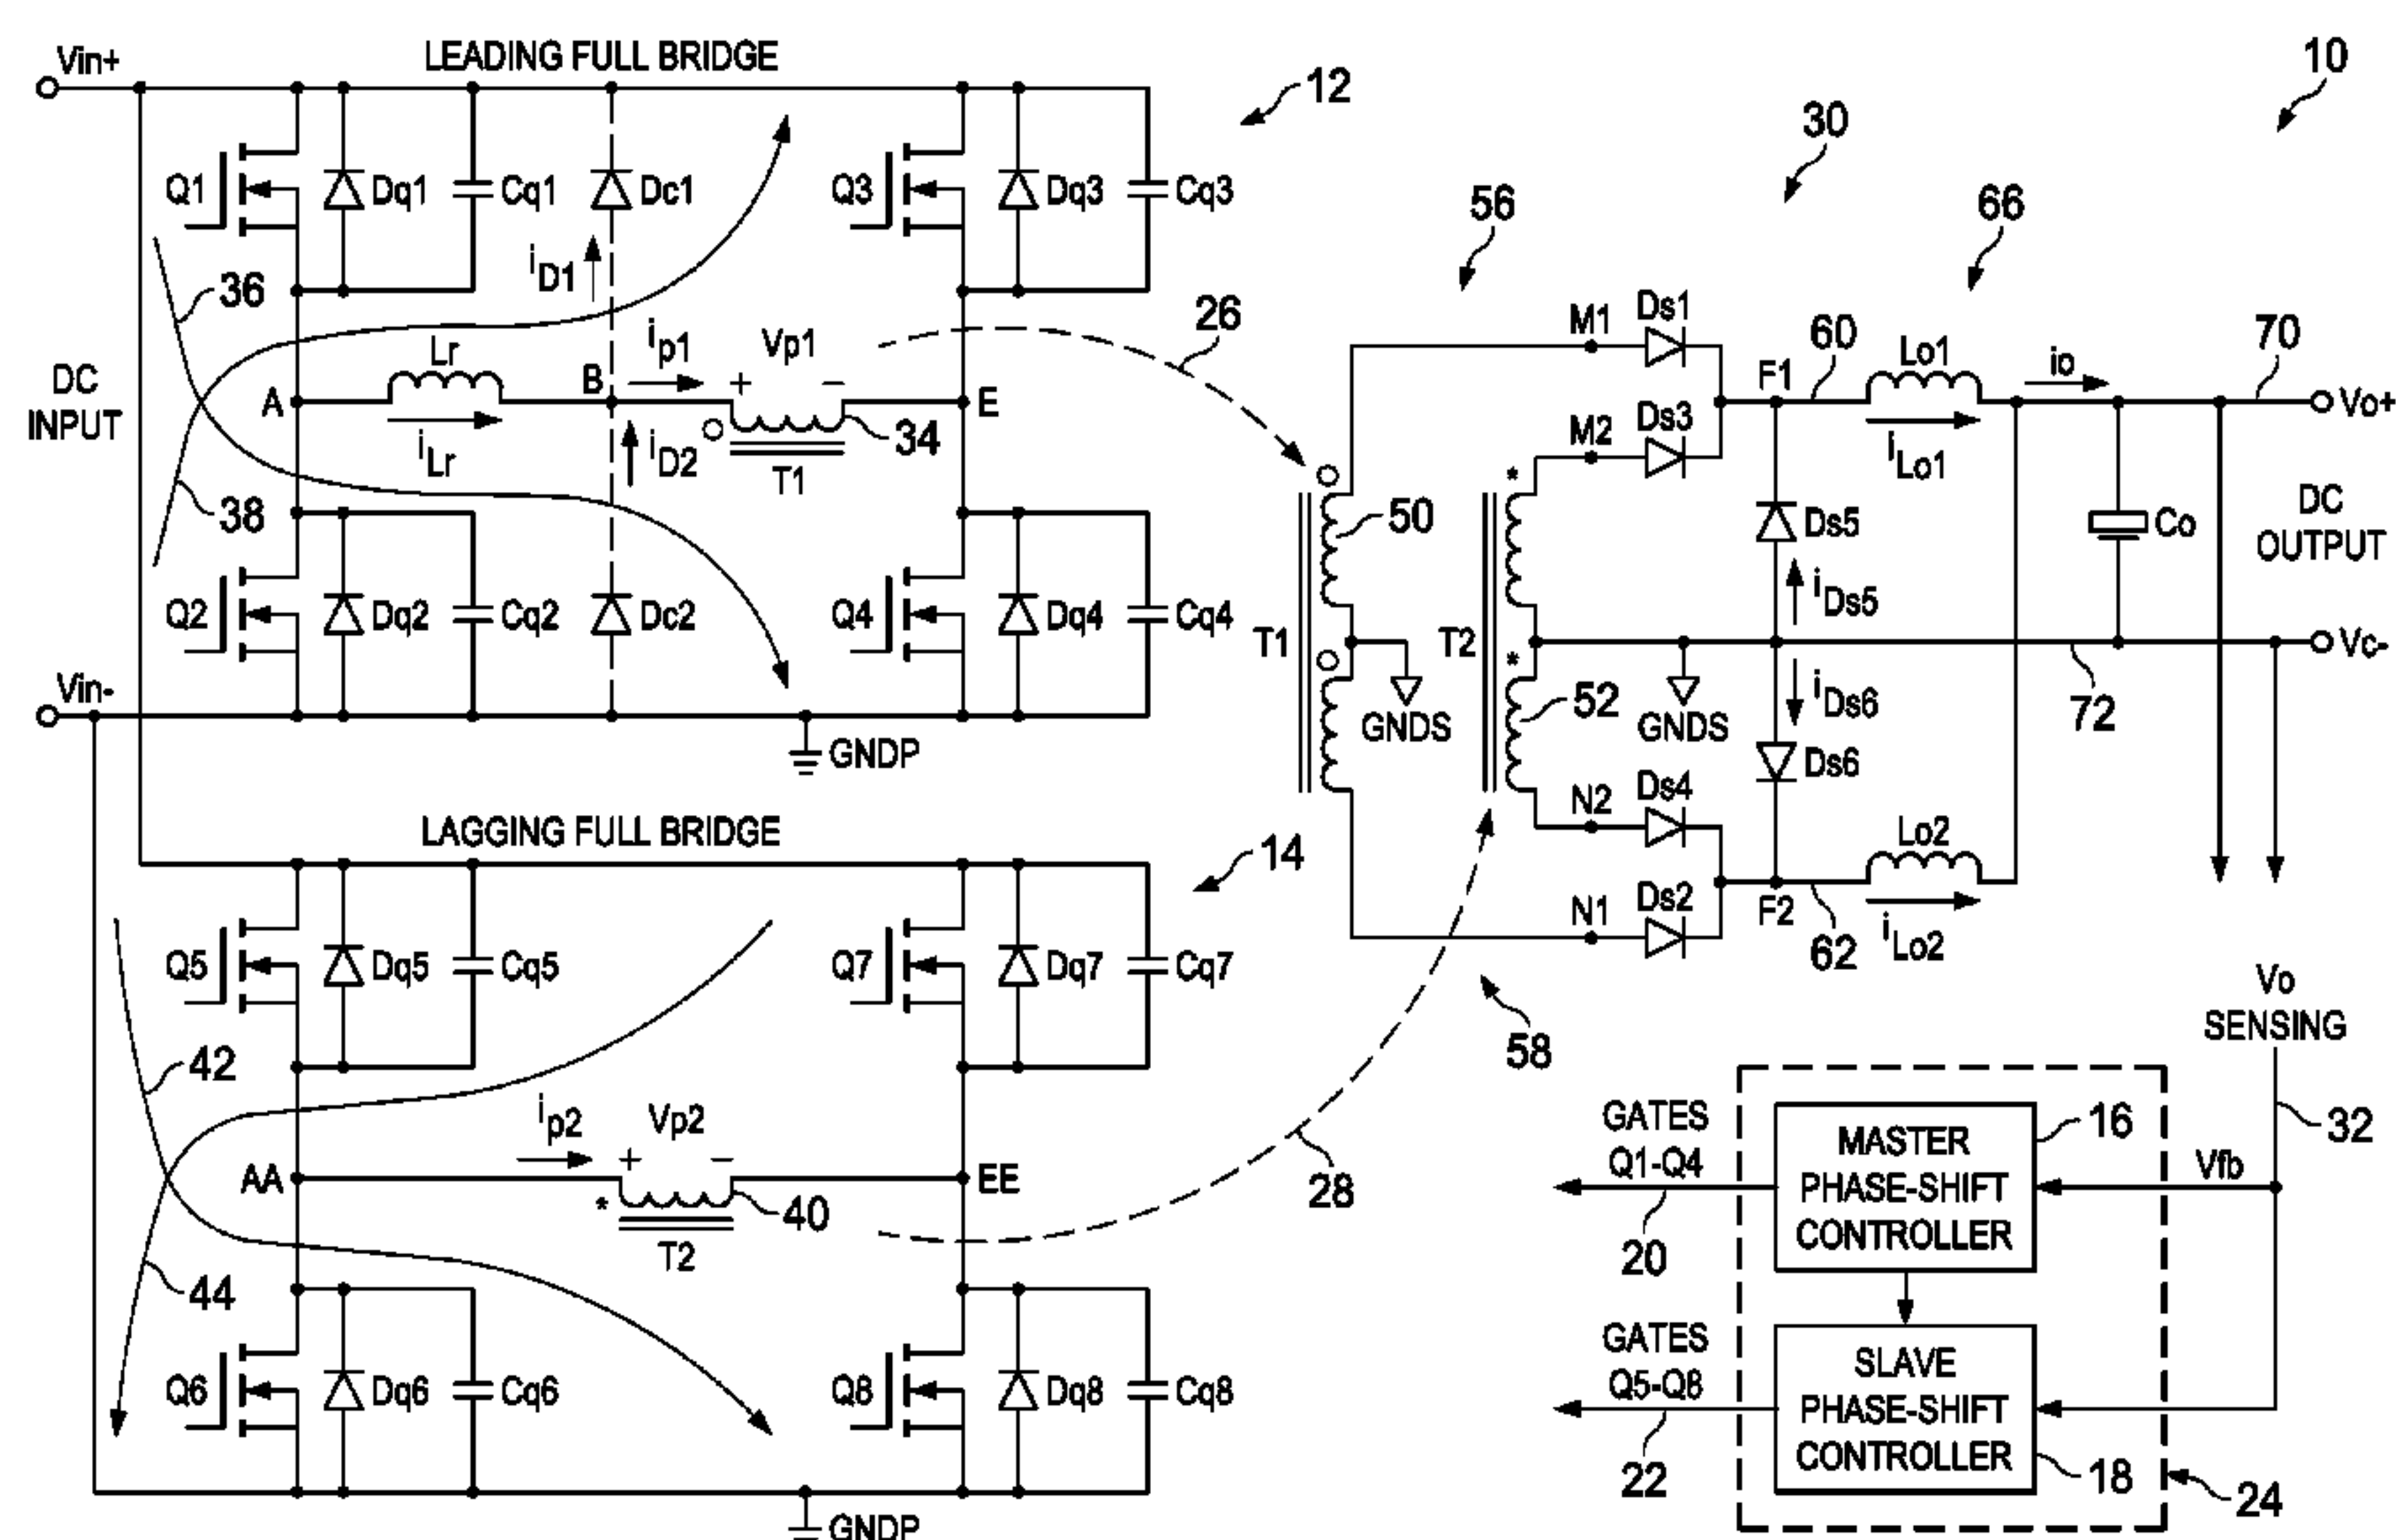 Vin+
LEADING FULL BRIDGE
12
10
30
56
66
Q1
Dq1
Cq1
Dc1
Q3
Dq3
Cq3
iD1
36
26
M1
Ds1
60
70
Lr
ip1
Vp1
F1
Lo1
io
DC
INPUT
A
B
+
−
E
Vo+
iLr
iD2
34
M2
Ds3
iLo1
T1
*
38
50
Ds5
Co
DC
OUTPUT
Q2
Dq2
Cq2
Dc2
Q4
Dq4
Cq4
iDs5
T1
T2
*
Vc-
Vin-
GNDS
52
GNDS
iDs6
72
GNDP
N2
Ds4
Ds6
LAGGING FULL BRIDGE
14
Lo2
N1
Ds2
F2
62
iLo2
Q5
Dq5
Cq5
Q7
Dq7
Cq7
58
Vo
SENSING
42
ip2
Vp2
28
AA
+
−
EE
*
40
T2
44
GATES
Q1-Q4
20
MASTER
PHASE-SHIFT
CONTROLLER
16
Vfb
32
Q6
Dq6
Cq6
Q8
Dq8
Cq8
GATES
Q5-Q8
22
SLAVE
PHASE-SHIFT
CONTROLLER
18
24
GNDP